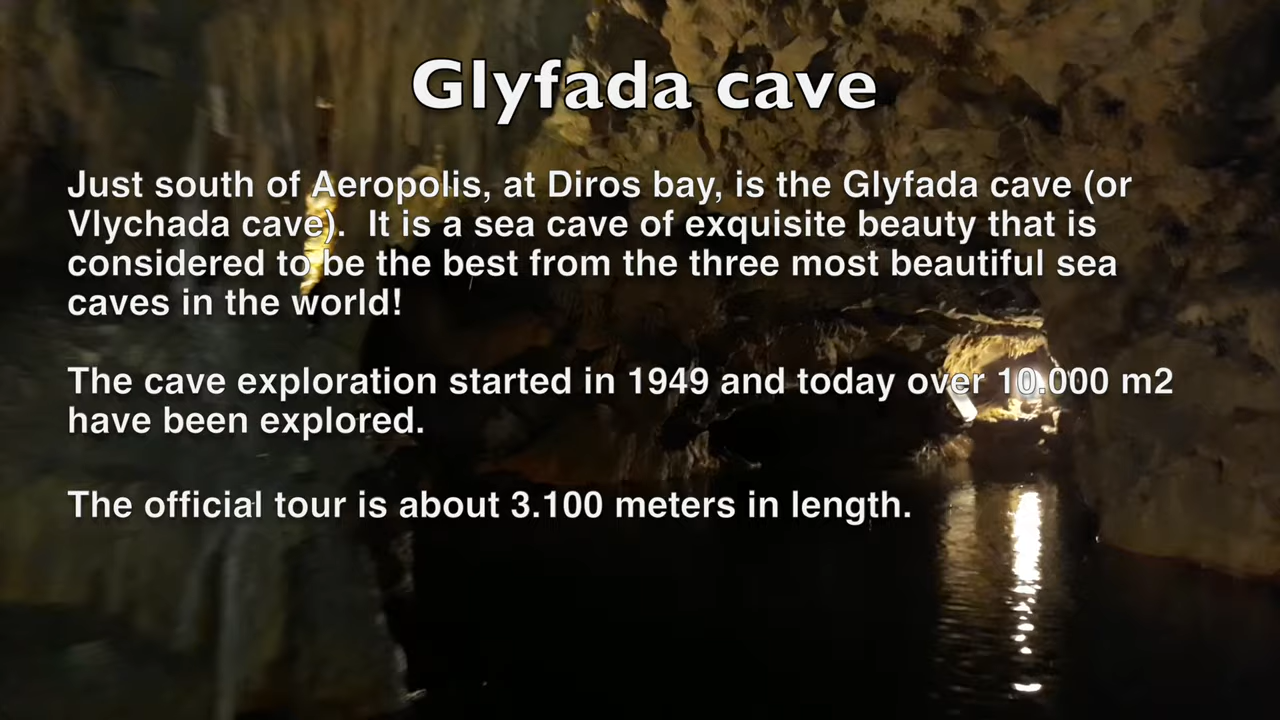 Glyfada cave
Just south of Aeropolis, at Diros bay, is the Glyfada cave (or
Vlychada cave).  It is a sea cave of exquisite beauty that is
considered to be the best from the three most beautiful sea
caves in the world!
The cave exploration started in 1949 and today over 10.000 m2
have been explored.
The official tour is about 3.100 meters in length.